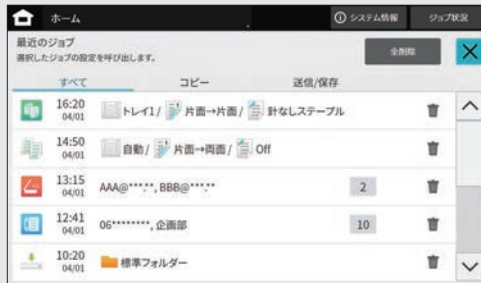 ホーム
システム情報
ジョブ状況
最近のジョブ
選択したジョブの設定を呼び出します。
全削除
すべて
コピー
送信/保存
16:20
04/01
トレイ1/ 片面→片面/ 針なしステープル
14:50
04/01
自動/ 片面→両面/ Off
13:15
04/01
AAA@***.**, BBB@***.**
2
12:41
04/01
06********, 企画部
10
10:20
04/01
標準フォルダー